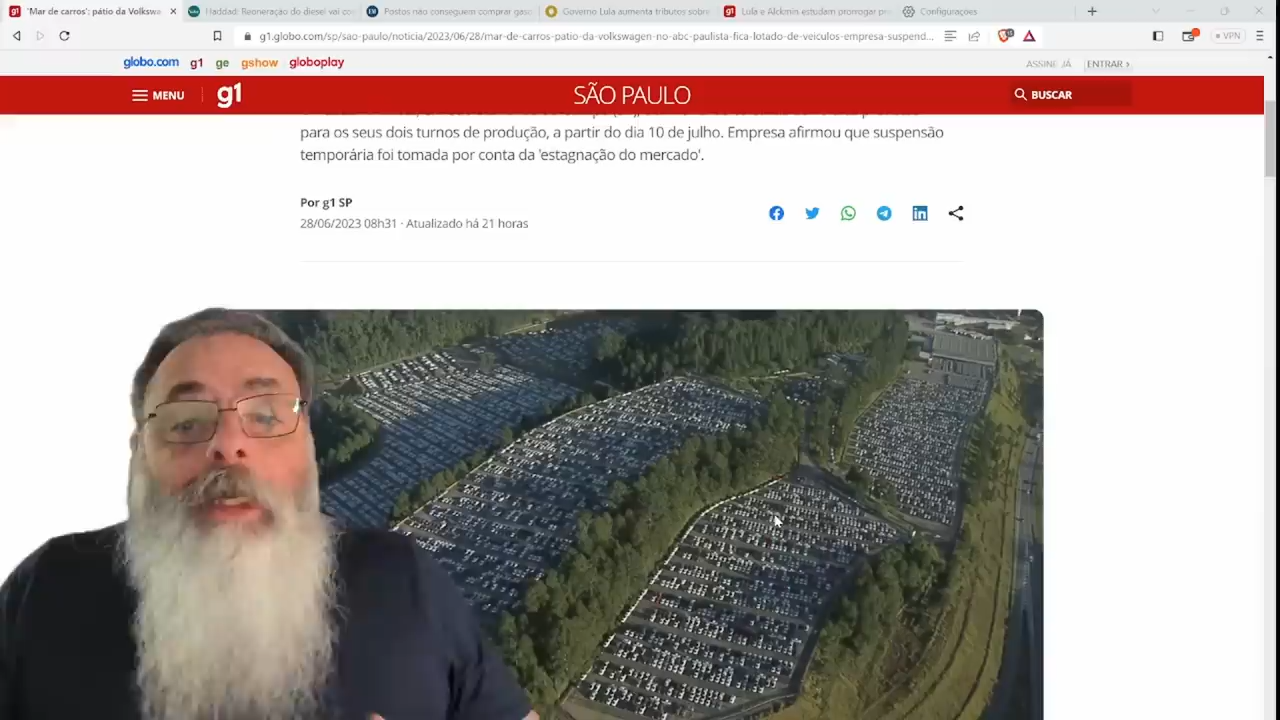 'Mar de carros': pátio da Volkswa
Haddad: Reoneração do diesel vai co
Postos não conseguem comprar gaso
Governo Lula aumenta tributos sobre
Lula e Alckmin estudam prorrogar pr
Configurações
g1.globo.com/sp/sao-paulo/noticia/2023/06/28/mar-de-carros-patio-da-volkswagen-no-abc-paulista-fica-lotado-de-veiculos-empresa-suspend...
VPN
globo.com g1 ge gshow globoplay
ASSINE JÁ ENTRAR ›
MENU g1 SÃO PAULO BUSCAR
para os seus dois turnos de produção, a partir do dia 10 de julho. Empresa afirmou que suspensão
temporária foi tomada por conta da 'estagnação do mercado'.
Por g1 SP
28/06/2023 08h31 · Atualizado há 21 horas